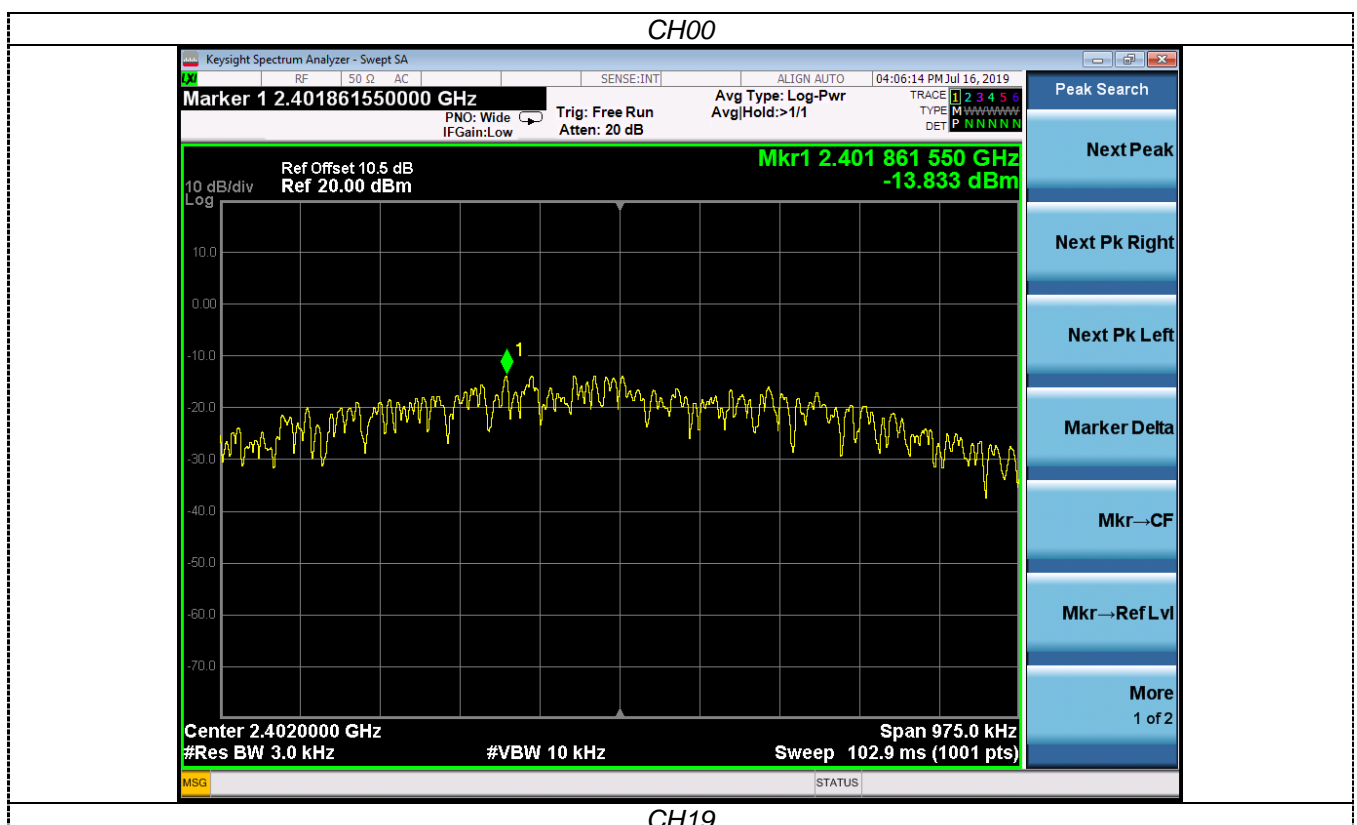 CH00
Keysight Spectrum Analyzer - Swept SA
LXI RF 50 Ω AC SENSE:INT ALIGN AUTO 04:06:14 PM Jul 16, 2019
Marker 1 2.401861550000 GHz
PNO: Wide
IFGain:Low
Trig: Free Run
Atten: 20 dB
Avg Type: Log-Pwr
Avg|Hold:>1/1
TRACE 1 2 3 4 5 6
TYPE M WWWWW
DET P N N N N N
Peak Search
Next Peak
Next Pk Right
Next Pk Left
Marker Delta
Mkr→CF
Mkr→Ref Lvl
More
1 of 2
Mkr1 2.401 861 550 GHz
-13.833 dBm
Ref Offset 10.5 dB
10 dB/div Ref 20.00 dBm
Log
10.0
0.00
-10.0
-20.0
-30.0
-40.0
-50.0
-60.0
-70.0
1
Center 2.4020000 GHz
Span 975.0 kHz
#Res BW 3.0 kHz
#VBW 10 kHz
Sweep 102.9 ms (1001 pts)
MSG
STATUS
CH19